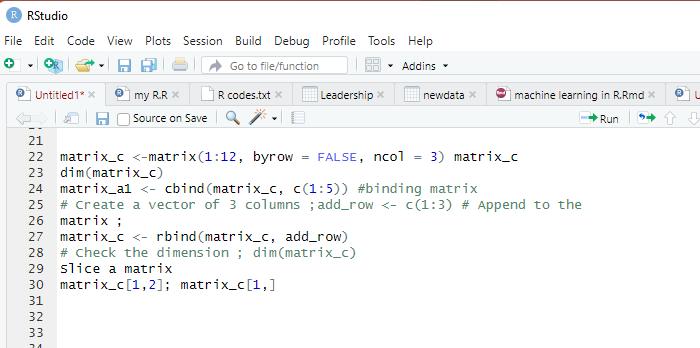 RStudio
File Edit Code View Plots Session Build Debug Profile Tools Help
Go to file/function Addins
Untitled1* my R.R R codes.txt Leadership newdata machine learning in R.Rmd
Source on Save Run
21
22 matrix_c <-matrix(1:12, byrow = FALSE, ncol = 3) matrix_c
23 dim(matrix_c)
24 matrix_a1 <- cbind(matrix_c, c(1:5)) #binding matrix
25 # Create a vector of 3 columns ;add_row <- c(1:3) # Append to the
26 matrix ;
27 matrix_c <- rbind(matrix_c, add_row)
28 # Check the dimension ; dim(matrix_c)
29 Slice a matrix
30 matrix_c[1,2]; matrix_c[1,]
31
32
33